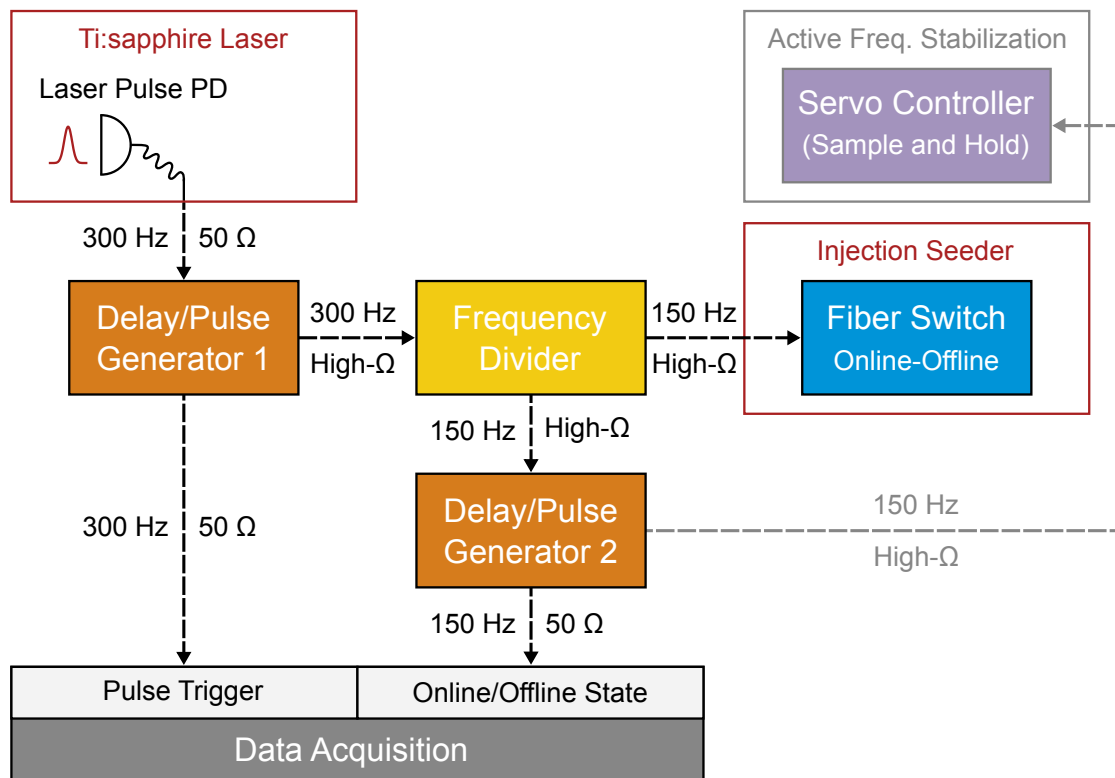 Ti:sapphire Laser
Laser Pulse PD
Active Freq. Stabilization
Servo Controller
(Sample and Hold)
300 Hz
50 Ω
Injection Seeder
Delay/Pulse
Generator 1
300 Hz
High-Ω
Frequency
Divider
150 Hz
High-Ω
Fiber Switch
Online-Offline
150 Hz
High-Ω
300 Hz
50 Ω
Delay/Pulse
Generator 2
150 Hz
High-Ω
150 Hz
50 Ω
Pulse Trigger
Online/Offline State
Data Acquisition